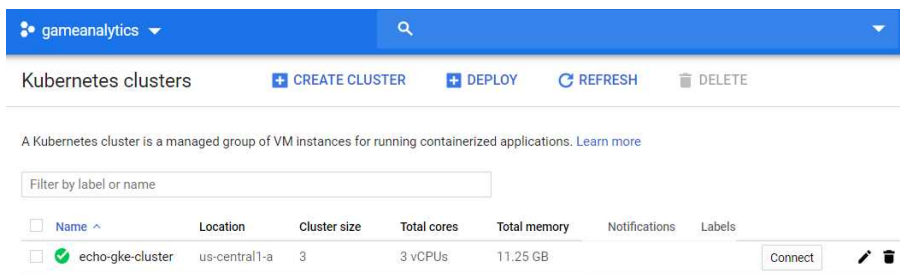 gameanalytics
Kubernetes clusters CREATE CLUSTER DEPLOY REFRESH DELETE
A Kubernetes cluster is a managed group of VM instances for running containerized applications. Learn more
Filter by label or name
Name Location Cluster size Total cores Total memory Notifications Labels
echo-gke-cluster us-central1-a 3 3 vCPUs 11.25 GB Connect